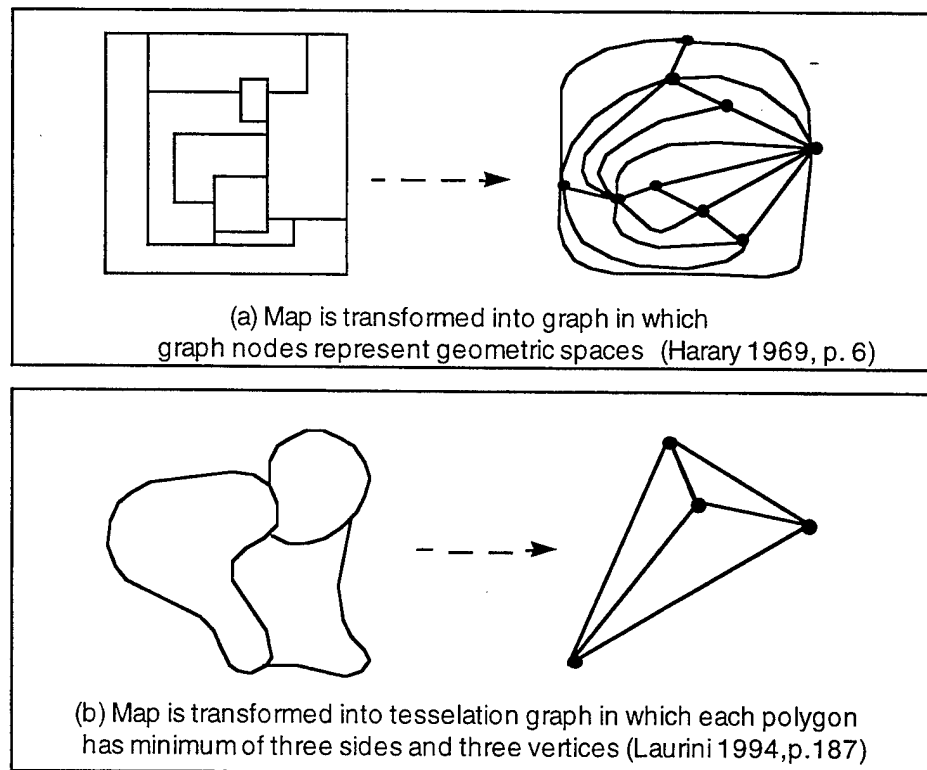 (a) Map is transformed into graph in which
graph nodes represent geometric spaces (Harary 1969, p. 6)
(b) Map is transformed into tesselation graph in which each polygon
has minimum of three sides and three vertices (Laurini 1994,p.187)